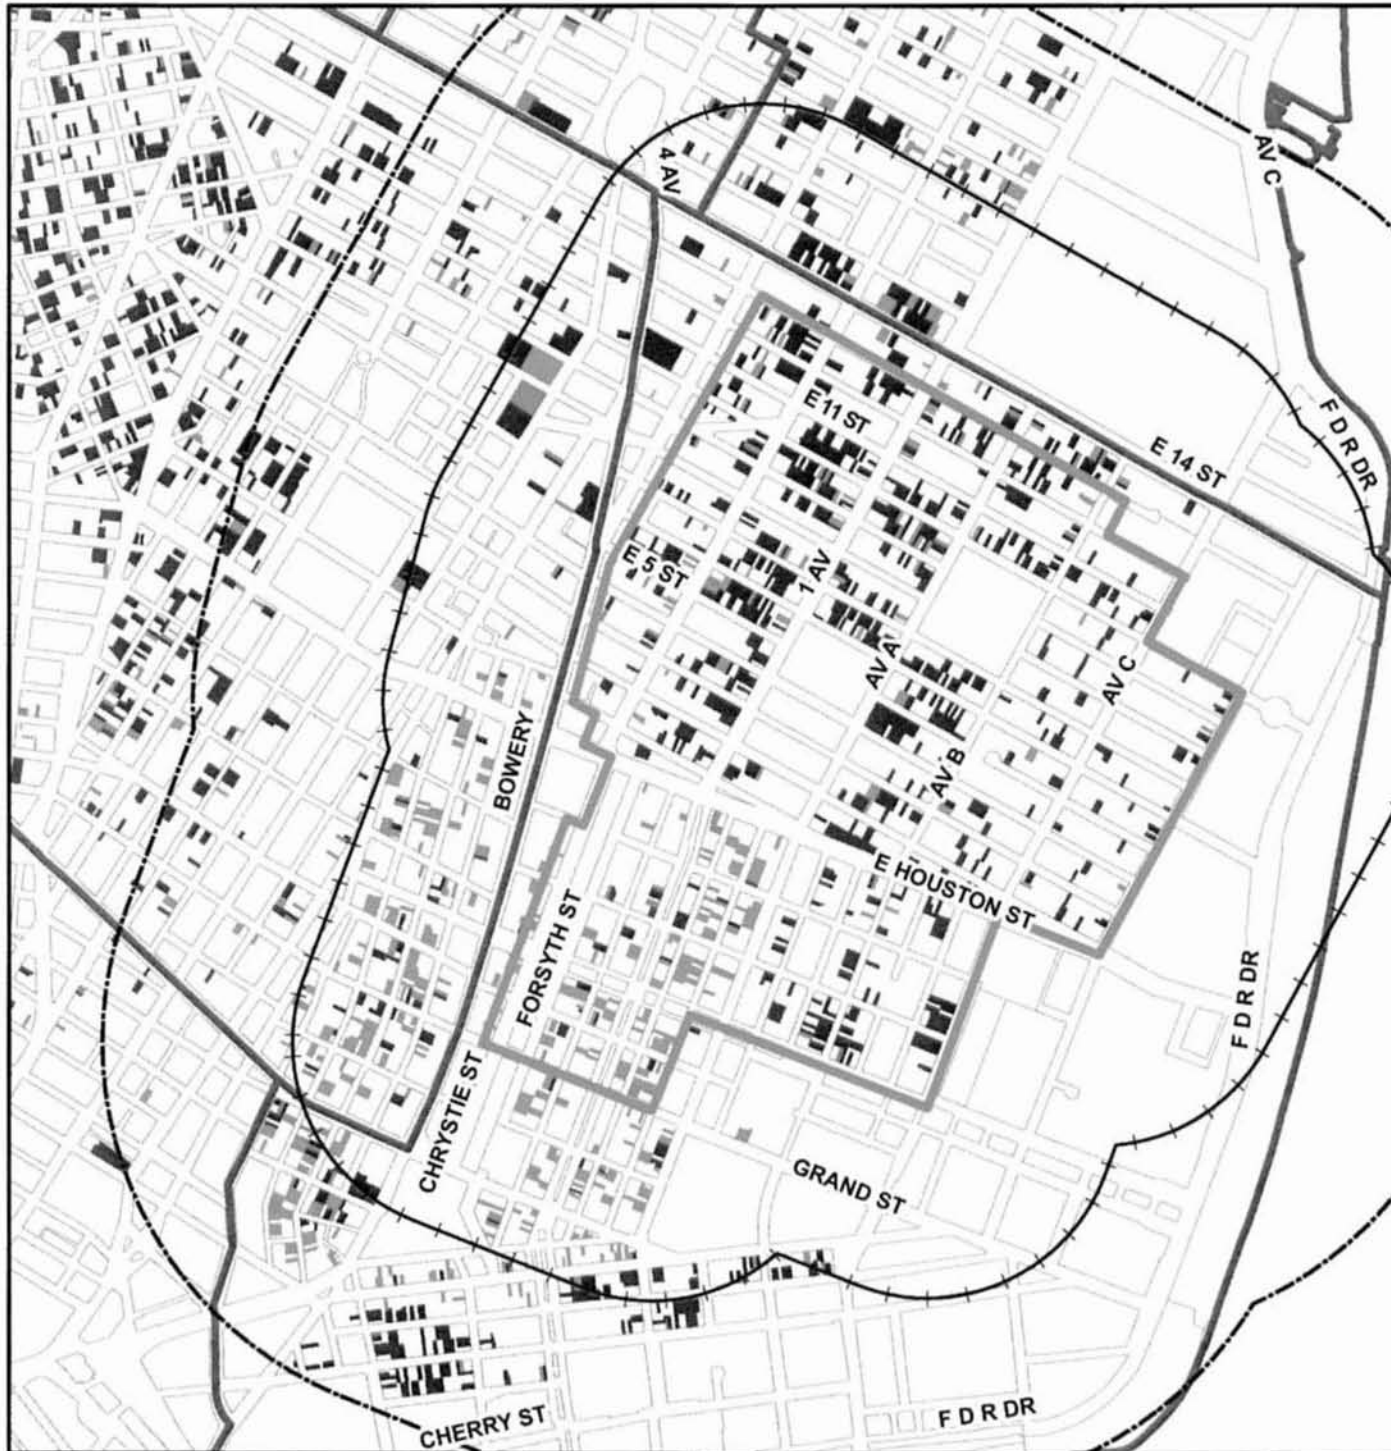 4 AV
AV C
F D R DR
E 11 ST
E 14 ST
E 5 ST
1 AV
AV A
AV C
BOWERY
AV B
E HOUSTON ST
FORSYTH ST
F D R DR
CHRYSTIE ST
GRAND ST
CHERRY ST
F D R DR